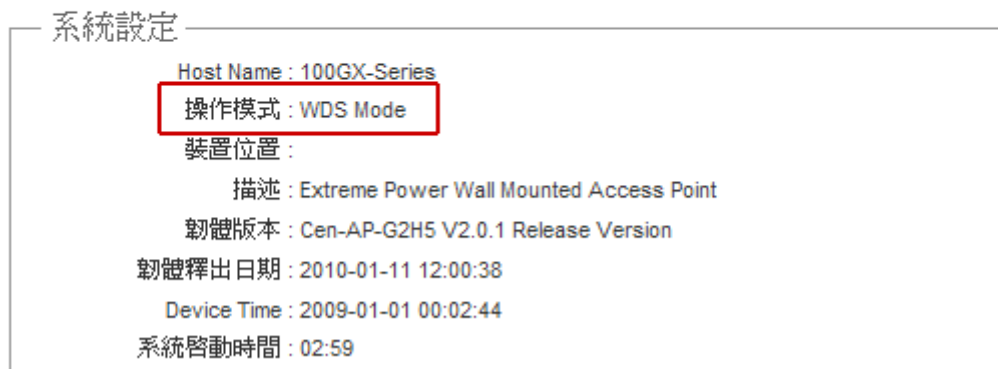 系統設定
Host Name : 100GX-Series
操作模式 : WDS Mode
裝置位置 :
描述 : Extreme Power Wall Mounted Access Point
韌體版本 : Cen-AP-G2H5 V2.0.1 Release Version
韌體釋出日期 : 2010-01-11 12:00:38
Device Time : 2009-01-01 00:02:44
系統啓動時間 : 02:59